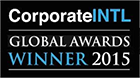 CorporateINTL
GLOBAL AWARDS
WINNER 2015